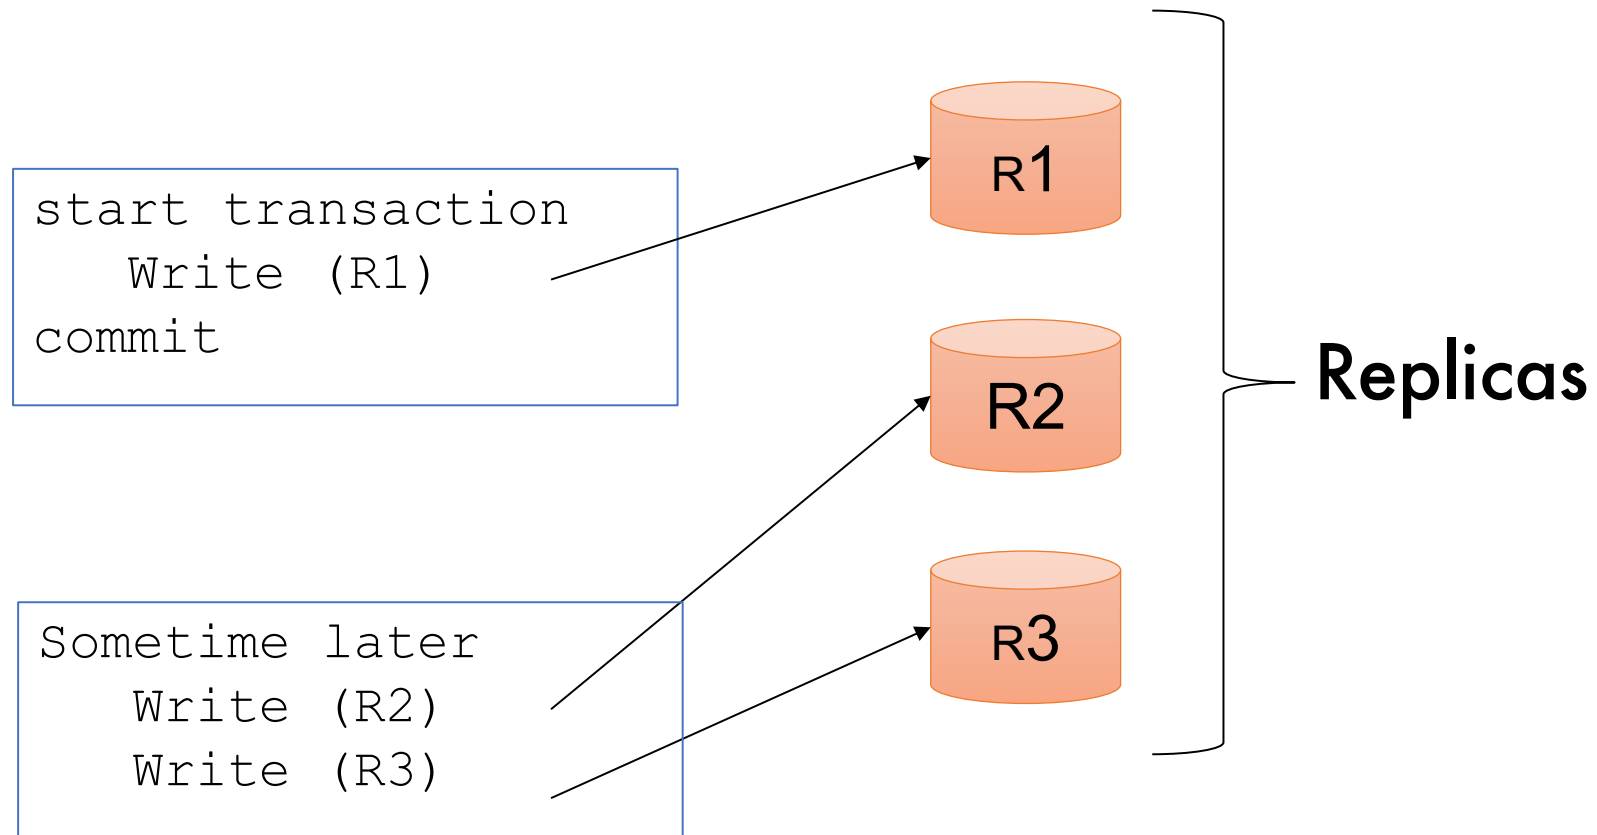 start transaction
Write (R1)
commit
Sometime later
Write (R2)
Write (R3)
R1
R2
R3
Replicas